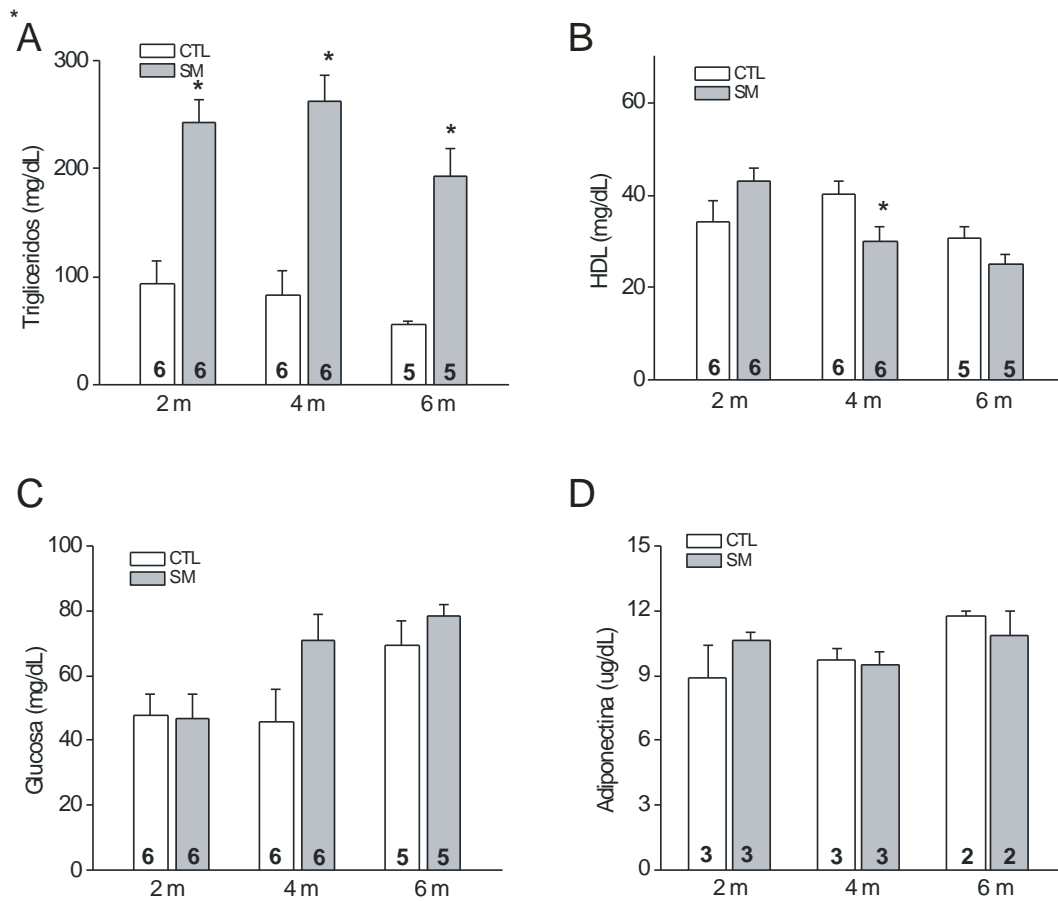 *
A
CTL
SM
300
200
100
0
Trigliceridos (mg/dL)
*
*
*
6 6 6 6 5 5
2 m 4 m 6 m
B
CTL
SM
60
40
20
0
HDL (mg/dL)
*
6 6 6 6 5 5
2 m 4 m 6 m
C
CTL
SM
100
80
60
40
20
0
Glucosa (mg/dL)
6 6 6 6 5 5
2 m 4 m 6 m
D
CTL
SM
15
12
9
6
3
0
Adiponectina (ug/dL)
3 3 3 3 2 2
2 m 4 m 6 m